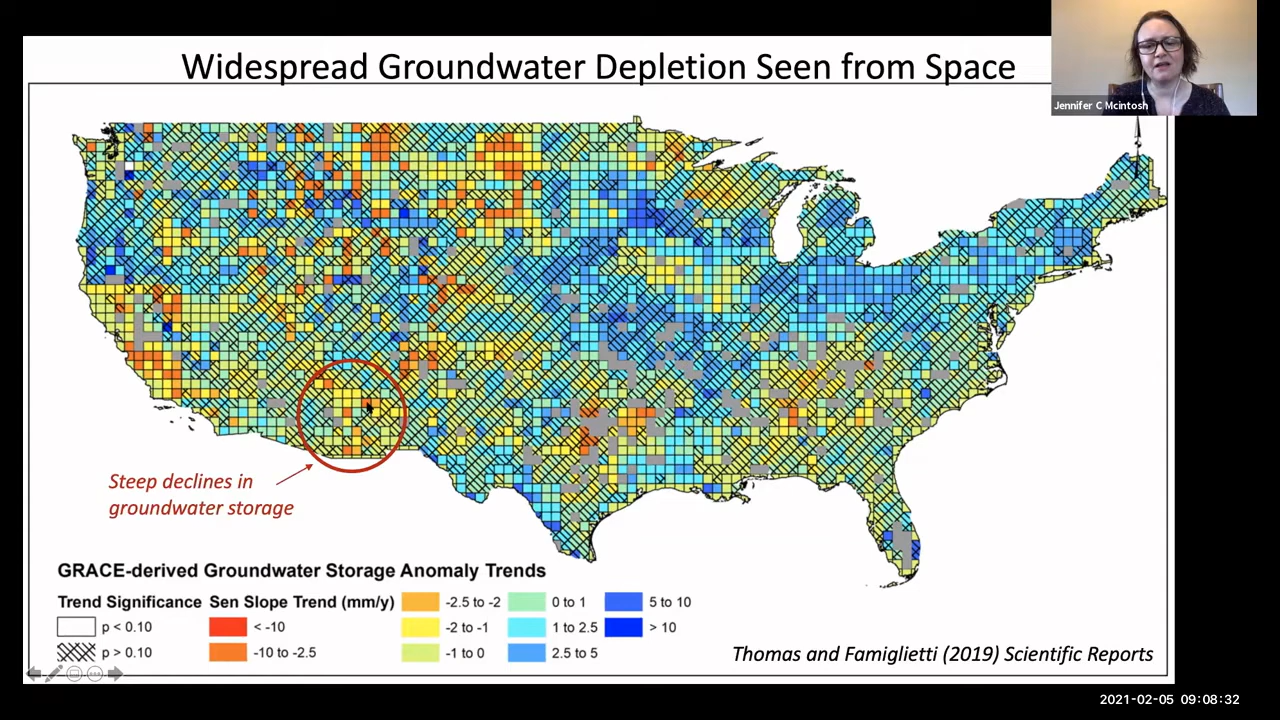 Widespread Groundwater Depletion Seen from Space
Jennifer C Mcintosh
Steep declines in
groundwater storage
GRACE-derived Groundwater Storage Anomaly Trends
Trend Significance
p < 0.10
p > 0.10
Sen Slope Trend (mm/y)
< -10
-10 to -2.5
-2.5 to -2
-2 to -1
-1 to 0
0 to 1
1 to 2.5
2.5 to 5
5 to 10
> 10
Thomas and Famiglietti (2019) Scientific Reports
2021-02-05 09:08:32